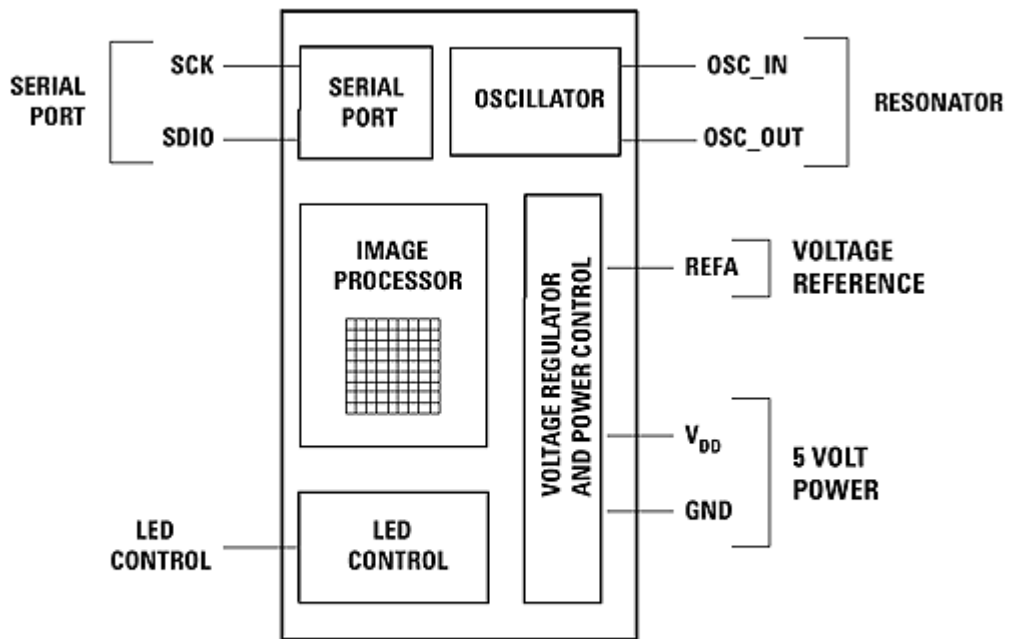 SERIAL
PORT
SCK
SDIO
SERIAL
PORT
OSCILLATOR
OSC_IN
OSC_OUT
RESONATOR
IMAGE
PROCESSOR
VOLTAGE REGULATOR
AND POWER CONTROL
REFA
VOLTAGE
REFERENCE
VDD
GND
5 VOLT
POWER
LED
CONTROL
LED
CONTROL